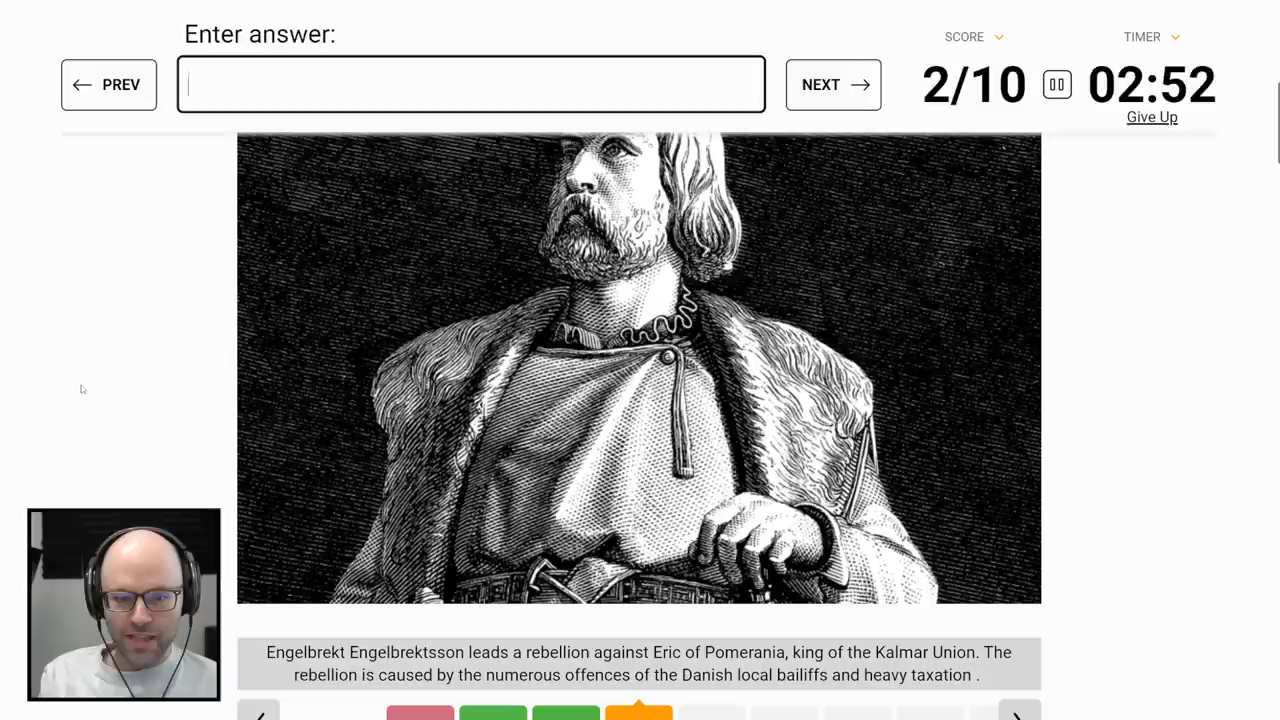 Enter answer:
SCORE
TIMER
PREV
NEXT
2/10
02:52
Give Up
Engelbrekt Engelbrektsson leads a rebellion against Eric of Pomerania, king of the Kalmar Union. The
rebellion is caused by the numerous offences of the Danish local bailiffs and heavy taxation .